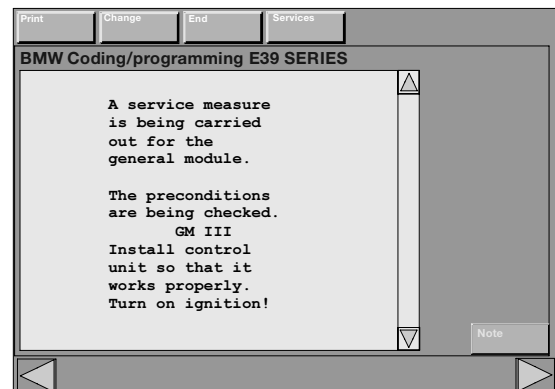 Print Change End Services
BMW Coding/programming E39 SERIES
A service measure
is being carried
out for the
general module.
The preconditions
are being checked.
GM III
Install control
unit so that it
works properly.
Turn on ignition!
Note